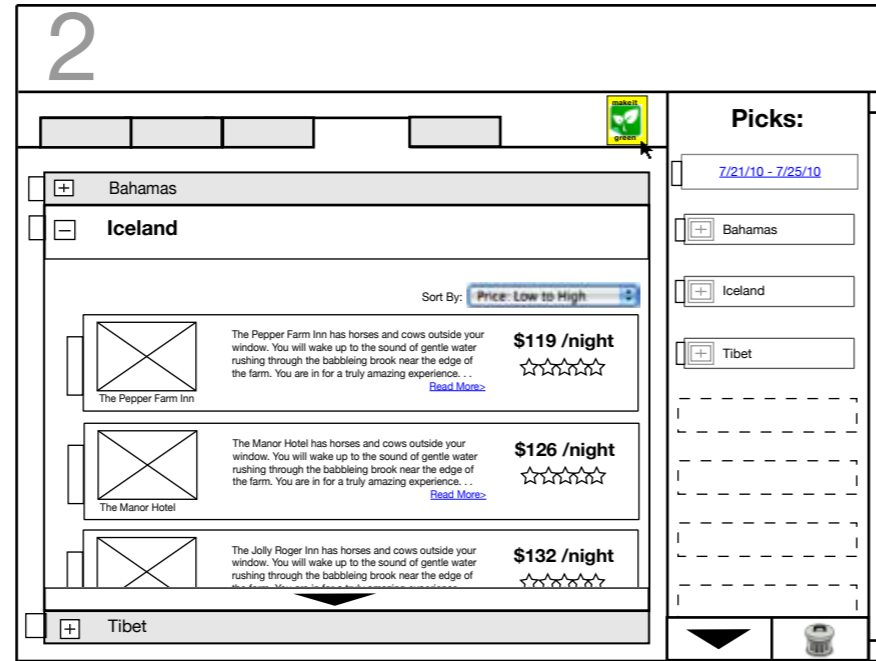 2
make it
green
Picks:
7/21/10 - 7/25/10
Bahamas
Iceland
Tibet
Bahamas
Iceland
Sort By: Price: Low to High
The Pepper Farm Inn has horses and cows outside your
window. You will wake up to the sound of gentle water
rushing through the babbleing brook near the edge of
the farm. You are in for a truly amazing experience. . .
Read More>
$119 /night
The Pepper Farm Inn
The Manor Hotel has horses and cows outside your
window. You will wake up to the sound of gentle water
rushing through the babbleing brook near the edge of
the farm. You are in for a truly amazing experience. . .
Read More>
$126 /night
The Manor Hotel
The Jolly Roger Inn has horses and cows outside your
window. You will wake up to the sound of gentle water
rushing through the babbleing brook near the edge of
$132 /night
Tibet